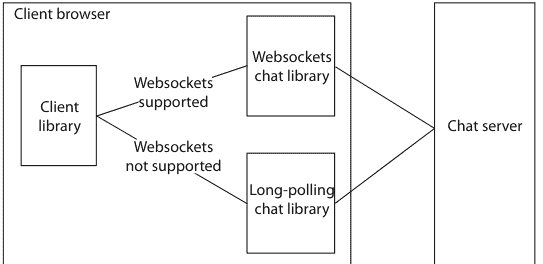 Client browser
Websockets
chat library
Websockets
supported
Client
library
Chat server
Websockets
not supported
Long-polling
chat library